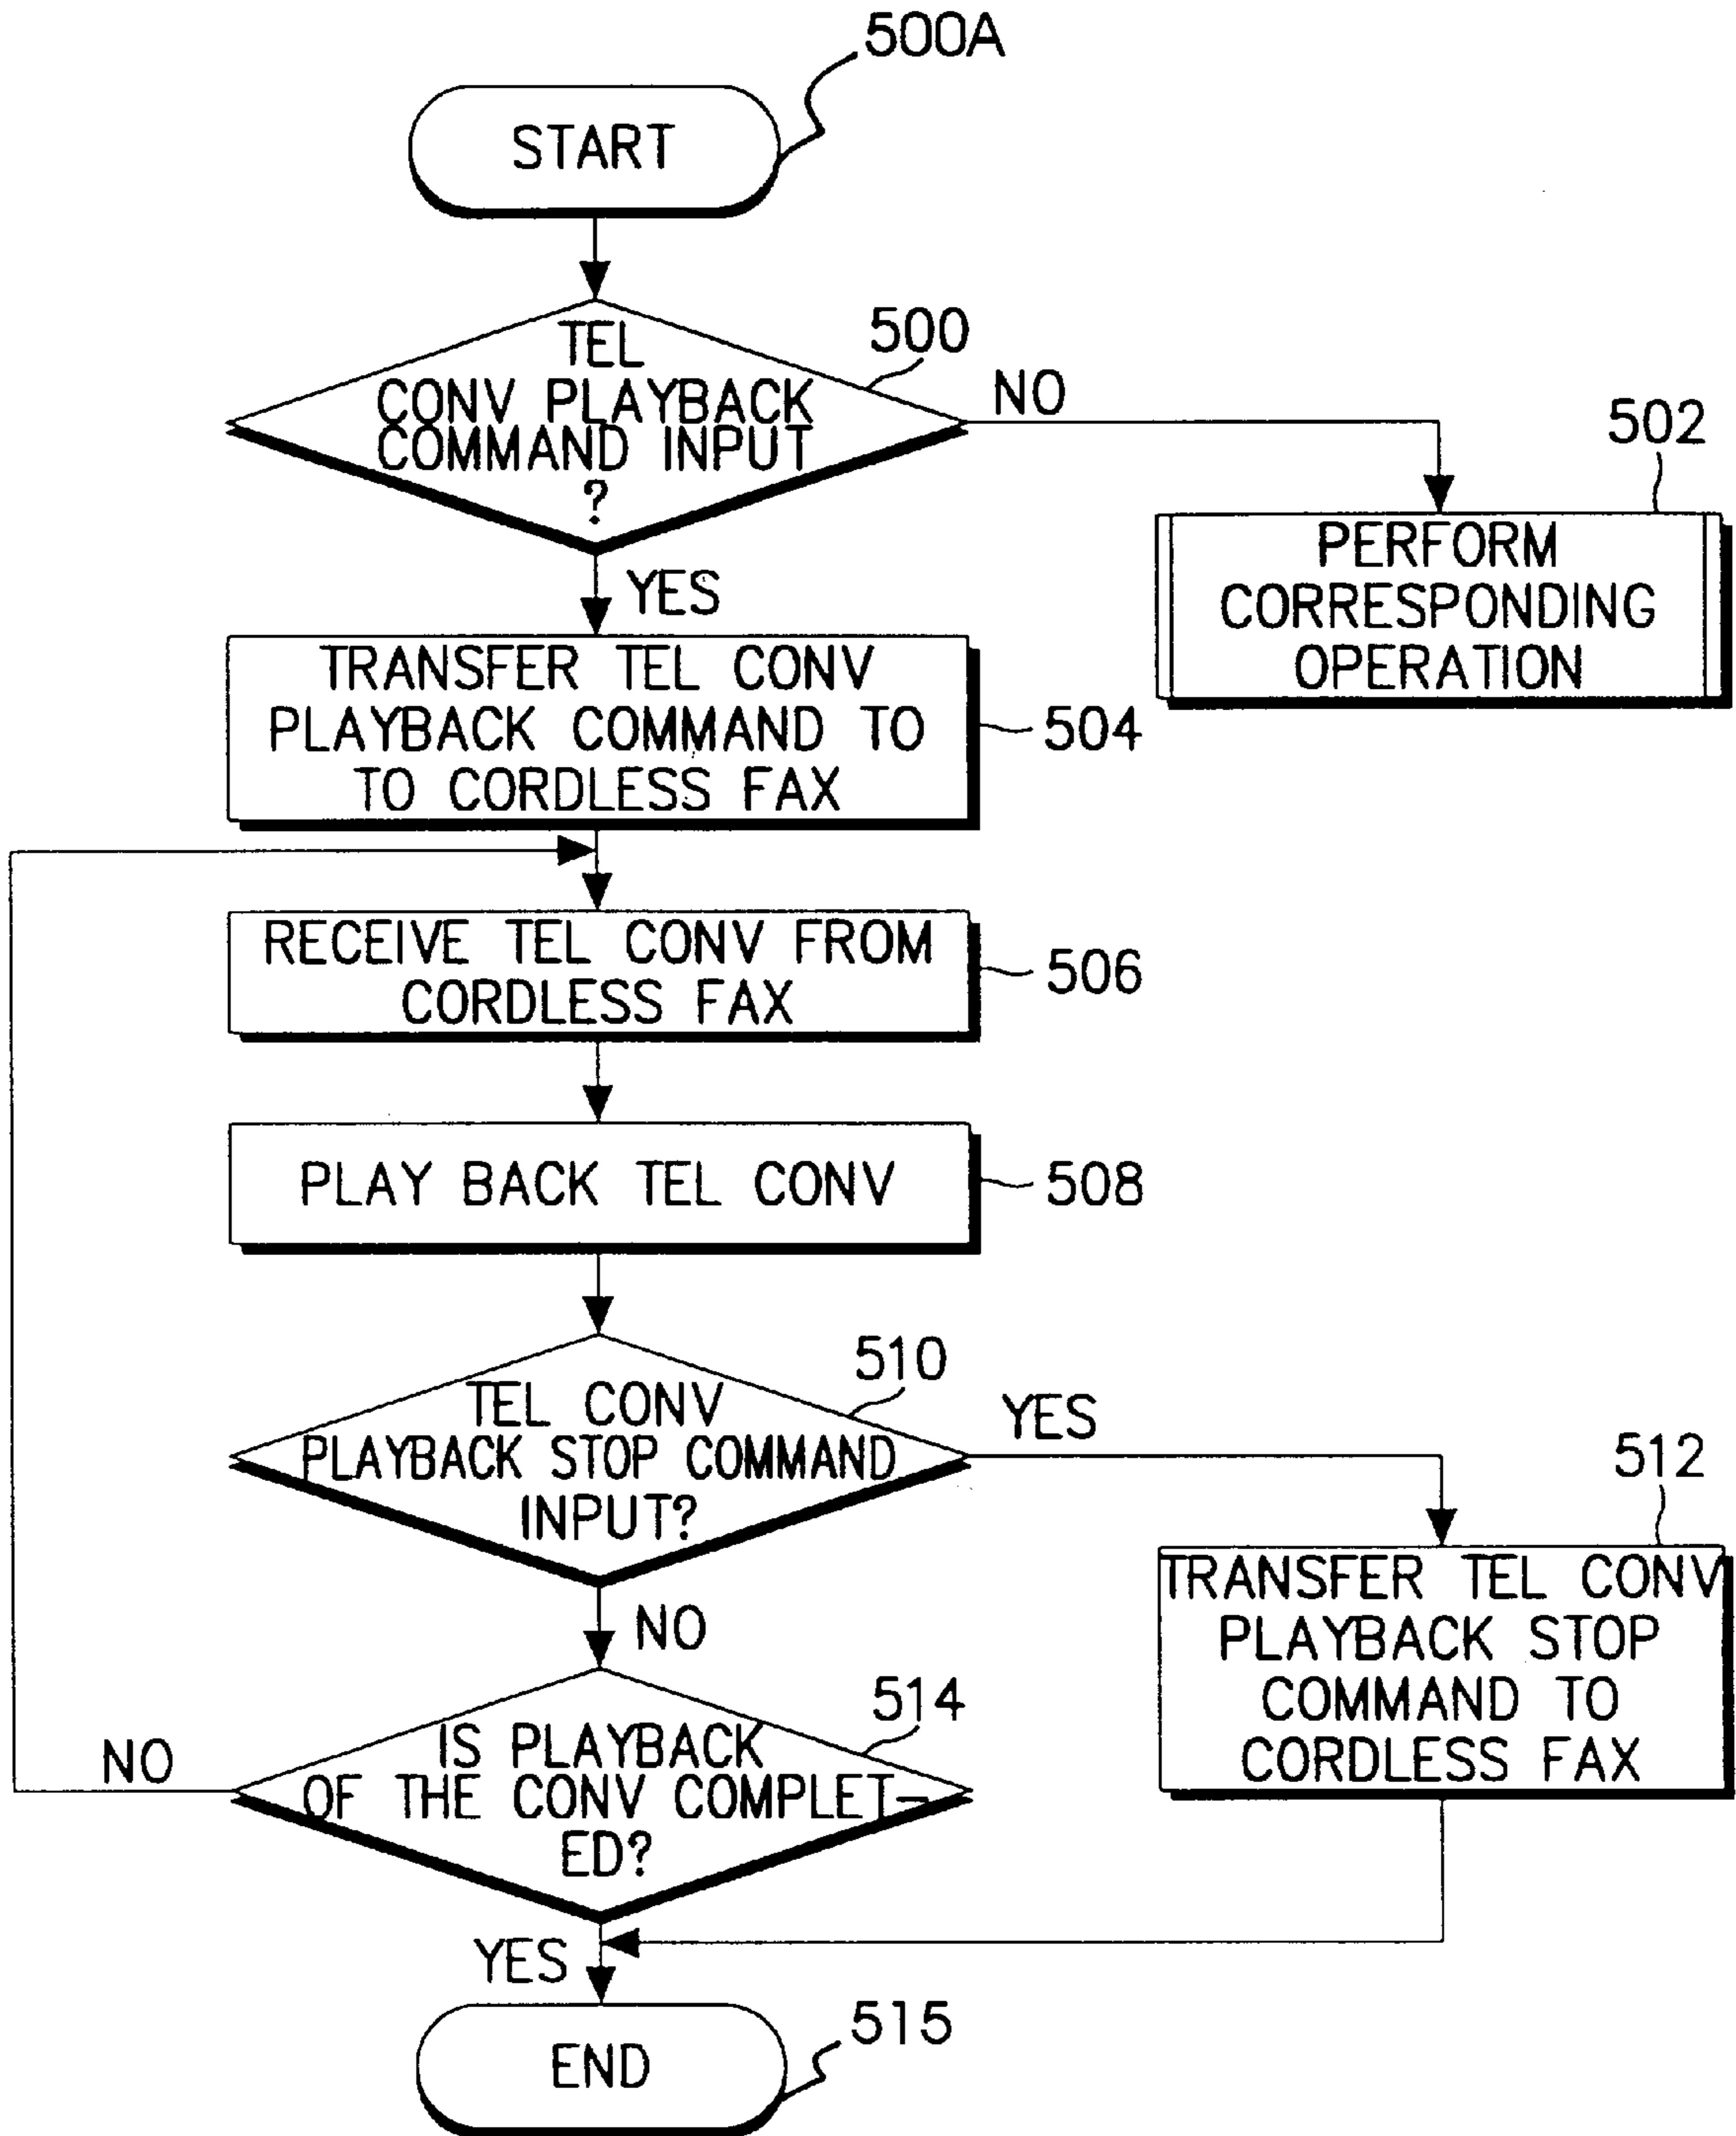 500A
START
500
TEL
CONV PLAYBACK
COMMAND INPUT
?
NO
502
PERFORM
CORRESPONDING
OPERATION
YES
TRANSFER TEL CONV
PLAYBACK COMMAND TO
TO CORDLESS FAX
504
RECEIVE TEL CONV FROM
CORDLESS FAX
506
PLAY BACK TEL CONV
508
510
TEL CONV
PLAYBACK STOP COMMAND
INPUT?
YES
512
TRANSFER TEL CONV
PLAYBACK STOP
COMMAND TO
CORDLESS FAX
NO
514
IS PLAYBACK
OF THE CONV COMPLET-
ED?
NO
YES
515
END